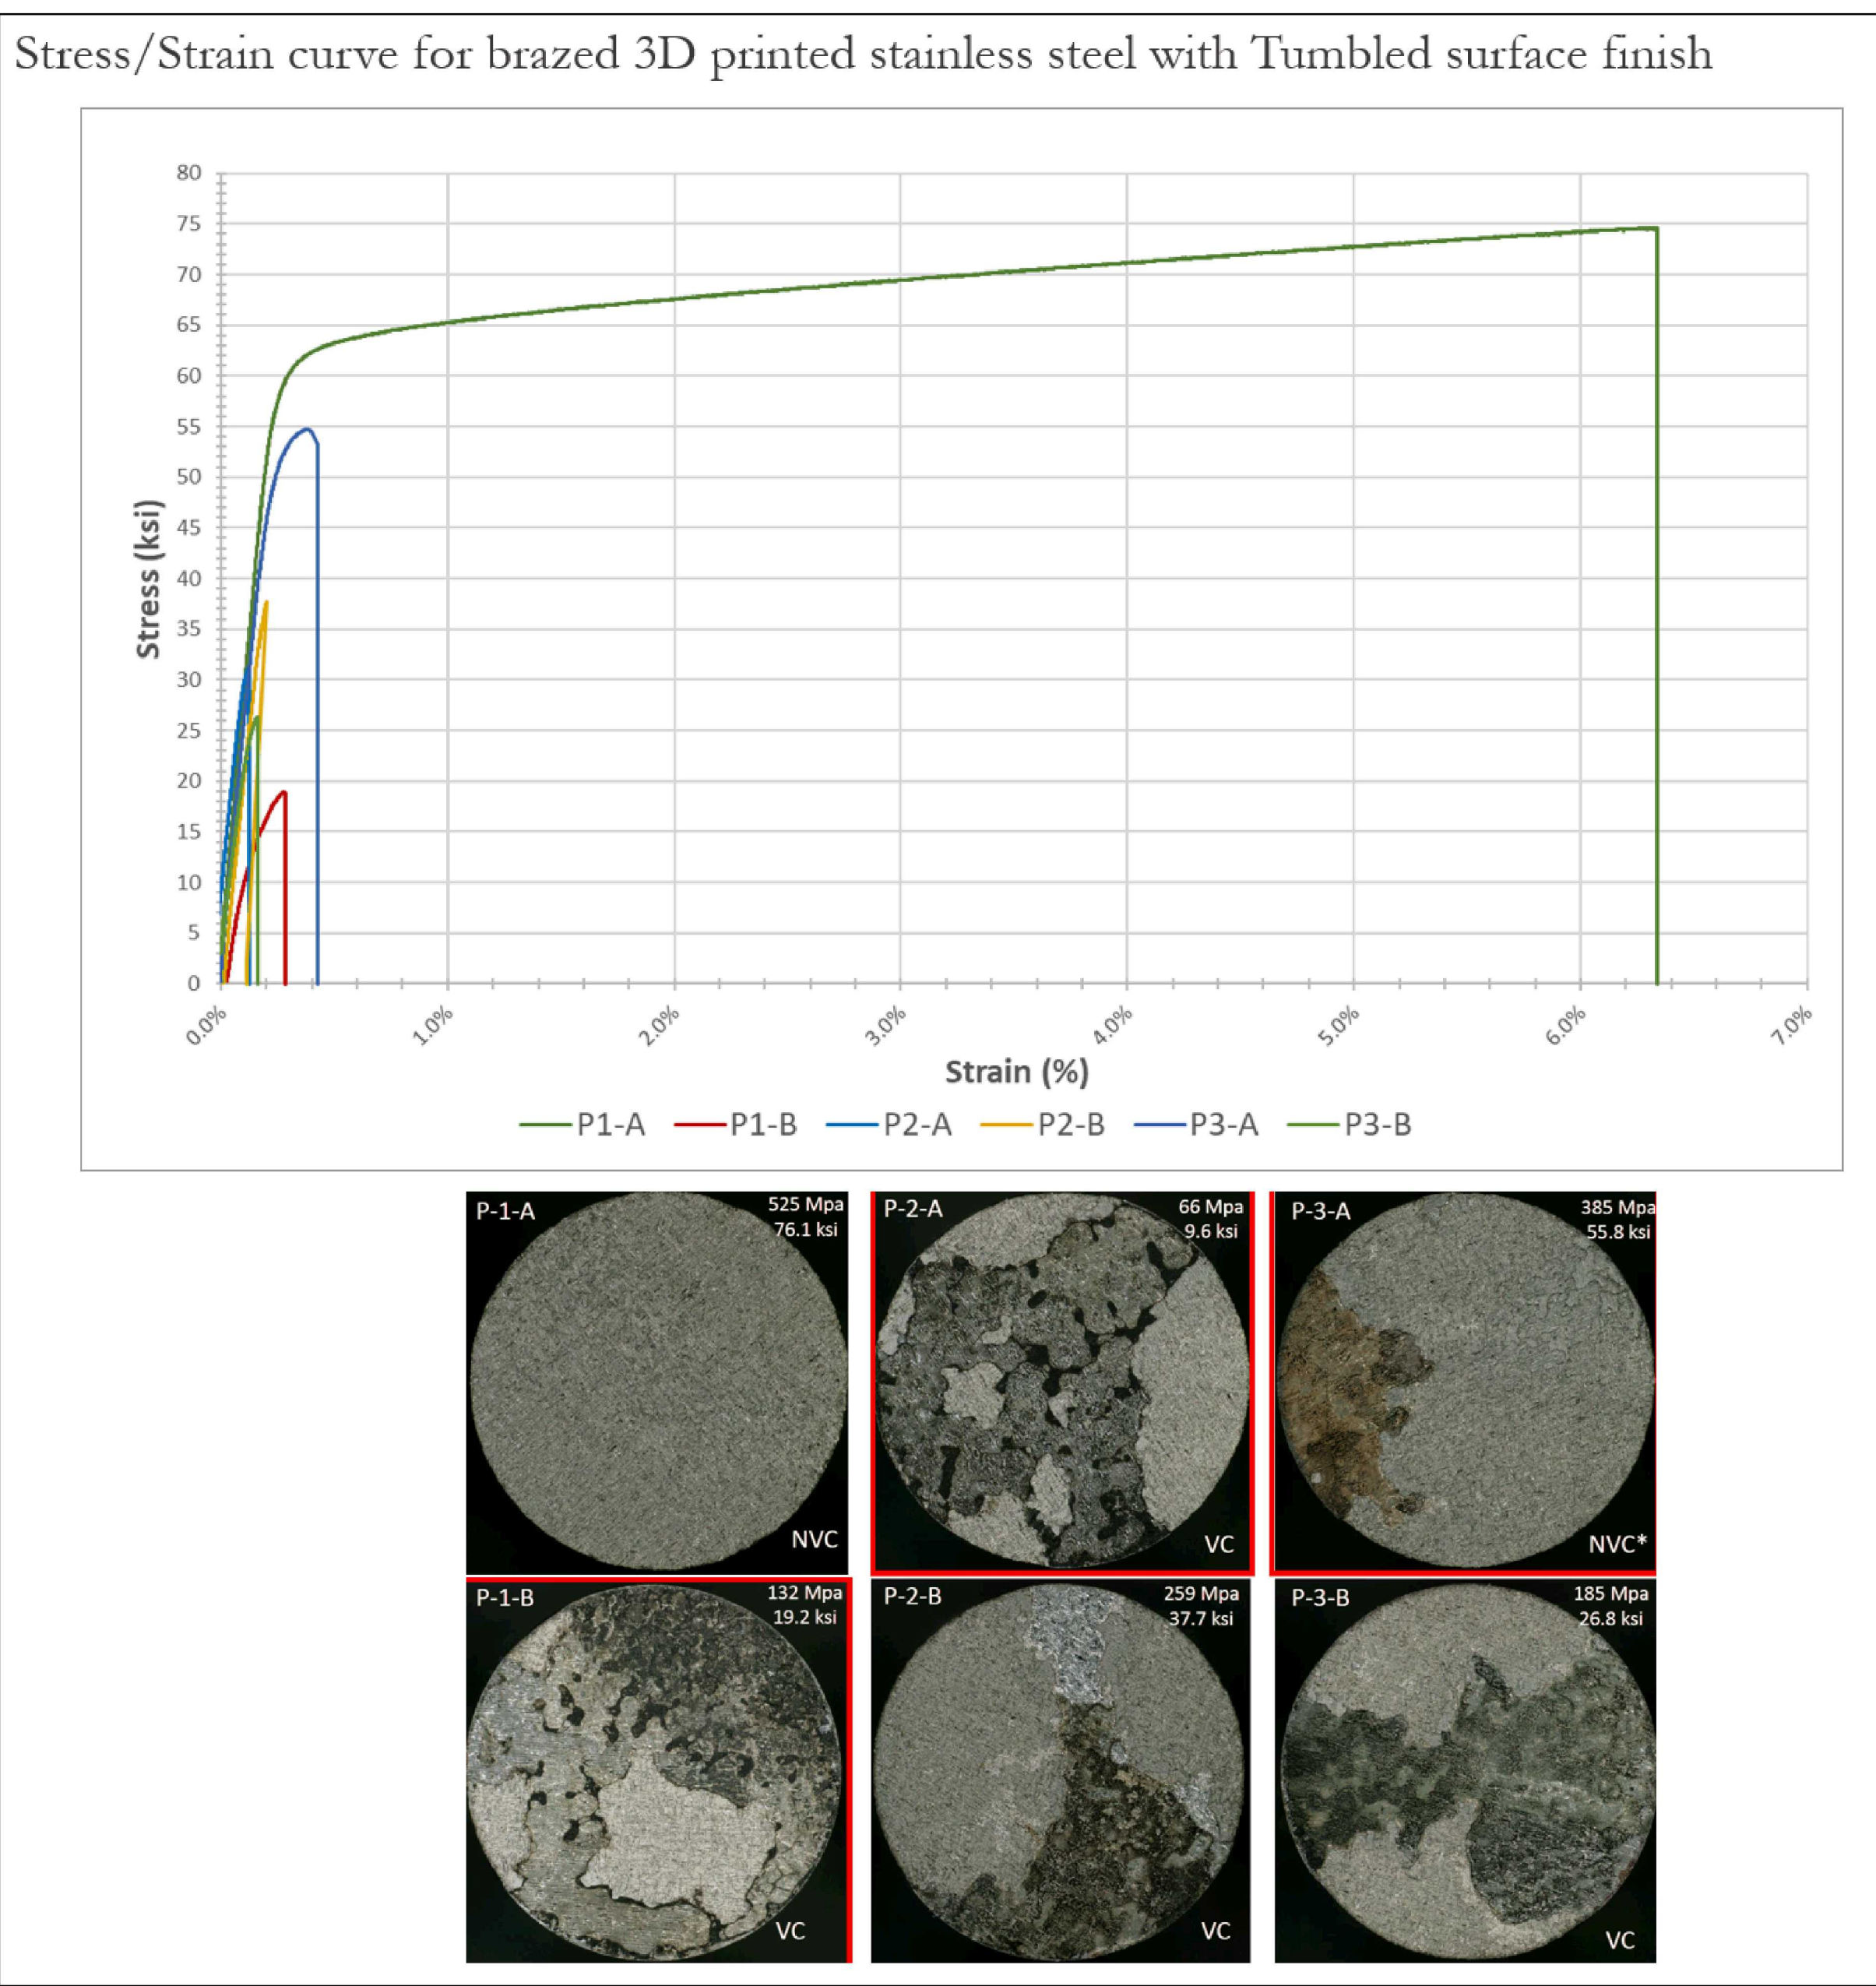 Stress/Strain curve for brazed 3D printed stainless steel with Tumbled surface finish
80
75
70
65
60
55
50
45
40
35
30
25
20
15
10
5
0
Stress (ksi)
0.0%
1.0%
2.0%
3.0%
4.0%
5.0%
6.0%
7.0%
Strain (%)
P1-A P1-B P2-A P2-B P3-A P3-B
P-1-A
525 Mpa
76.1 ksi
NVC
P-2-A
66 Mpa
9.6 ksi
VC
P-3-A
385 Mpa
55.8 ksi
NVC*
P-1-B
132 Mpa
19.2 ksi
VC
P-2-B
259 Mpa
37.7 ksi
VC
P-3-B
185 Mpa
26.8 ksi
VC